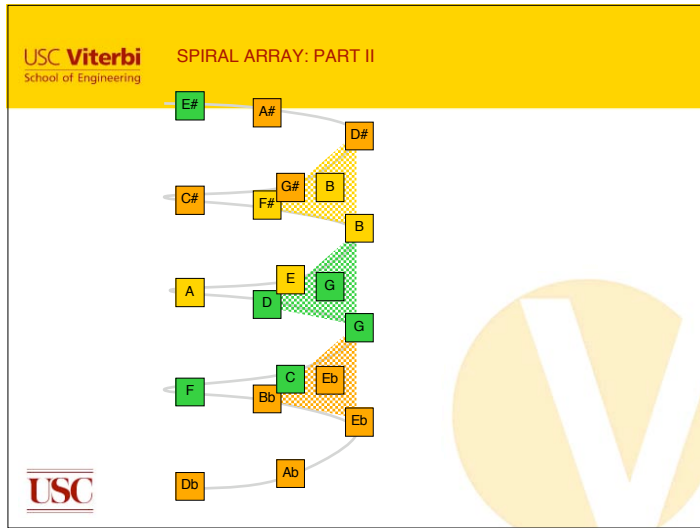 USC Viterbi
School of Engineering
SPIRAL ARRAY: PART II
E#
A#
D#
G#
B
C#
F#
B
E
G
A
D
G
C
Eb
F
Bb
Eb
Ab
Db
USC
V